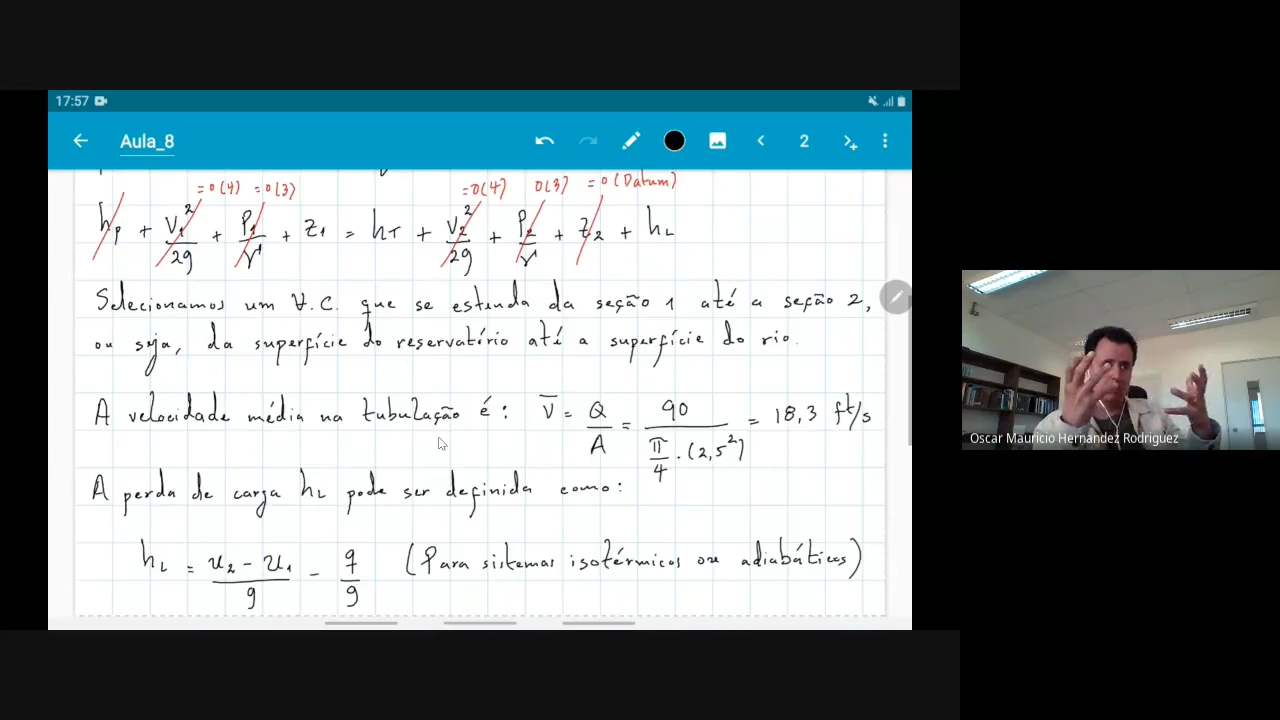 17:57
Aula_8
2
=0(4) =0(3) =0(4) 0(3) =0 (Datum)
hp + V1²/2g + P1/γ + z1 = hT + V2²/2g + P2/γ + z2 + hL
Selecionamos um V.C. que se estenda da seção 1 até a seção 2,
ou seja, da superfície do reservatório até a superfície do rio.
A velocidade média na tubulação é: V̅ = Q/A = 90/(π/4 · (2,5²)) = 18,3 ft/s
A perda de carga hL pode ser definida como:
hL = (u2 - u1)/g - q/g (Para sistemas isotérmicos ou adiabáticos)
Oscar Mauricio Hernandez Rodriguez